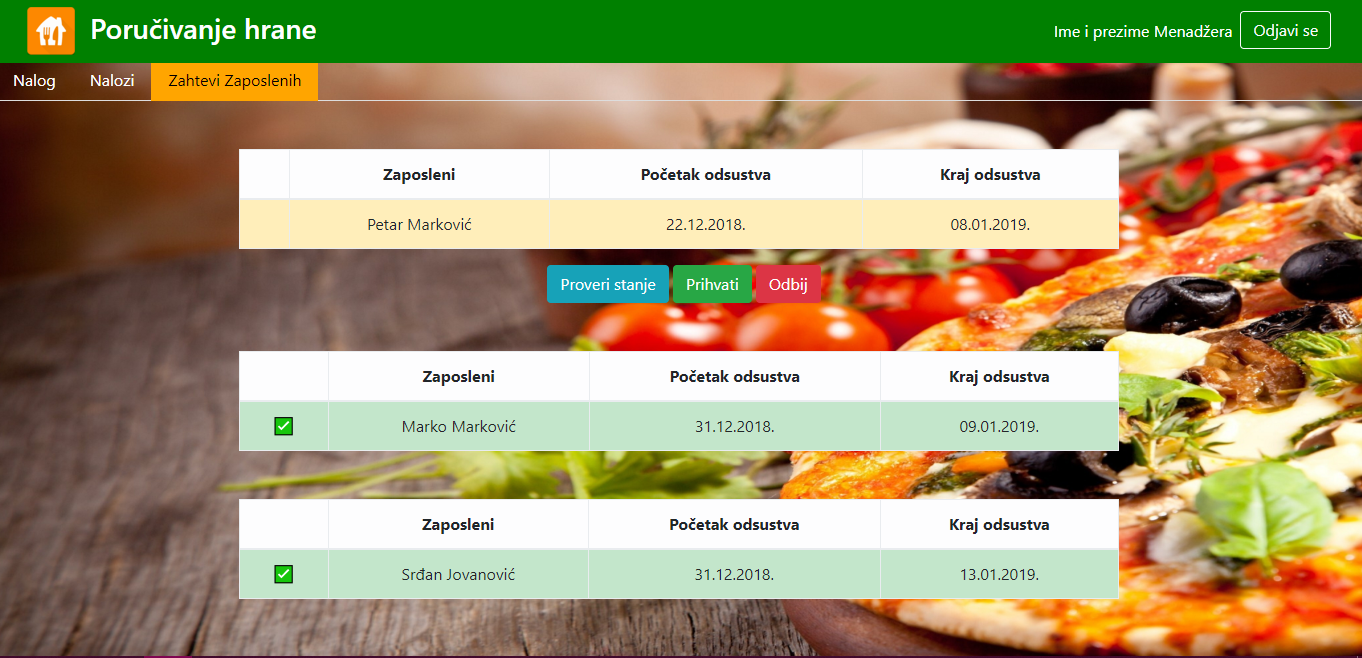 Poručivanje hrane
Ime i prezime Menadžera Odjavi se
Nalog Nalozi Zahtevi Zaposlenih
Zaposleni Početak odsustva Kraj odsustva
Petar Marković 22.12.2018. 08.01.2019.
Proveri stanje Prihvati Odbij
Zaposleni Početak odsustva Kraj odsustva
Marko Marković 31.12.2018. 09.01.2019.
Zaposleni Početak odsustva Kraj odsustva
Srđan Jovanović 31.12.2018. 13.01.2019.